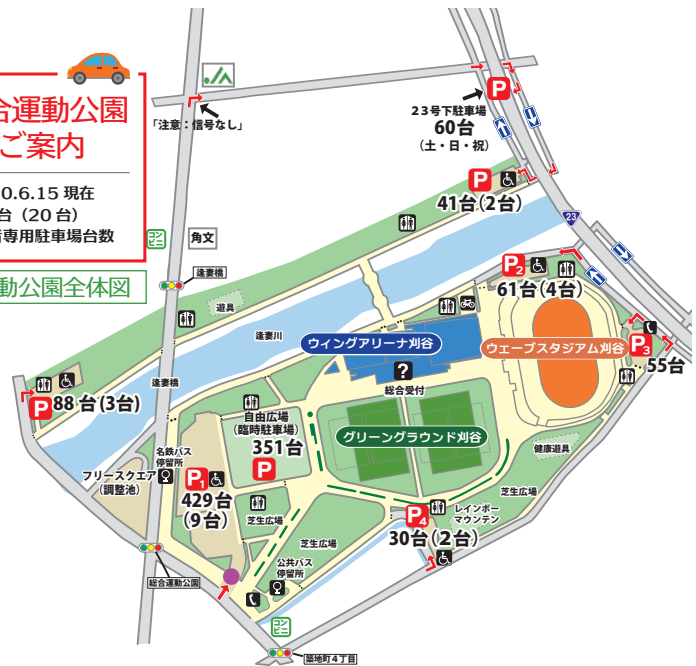 合運動公園
ご案内
0.6.15 現在
台（20 台）
者専用駐車場台数
動公園全体図
「注意：信号なし」
P
23号下駐車場
60台
（土・日・祝）
P
41台(2台)
23
コンビニ
角文
逢妻橋
遊具
P2
61台(4台)
逢妻川
ウィングアリーナ刈谷
ウェーブスタジアム刈谷
P3
55台
?
総合受付
逢妻橋
P
88台(3台)
自由広場
（臨時駐車場）
351台
P
グリーングラウンド刈谷
名鉄バス
停留所
フリースクエア
（調整池）
P1
429台
(9台)
健康遊具
芝生広場
芝生広場
レインボー
マウンテン
P4
30台(2台)
芝生広場
公共バス
停留所
総合運動公園
コンビニ
築地町4丁目